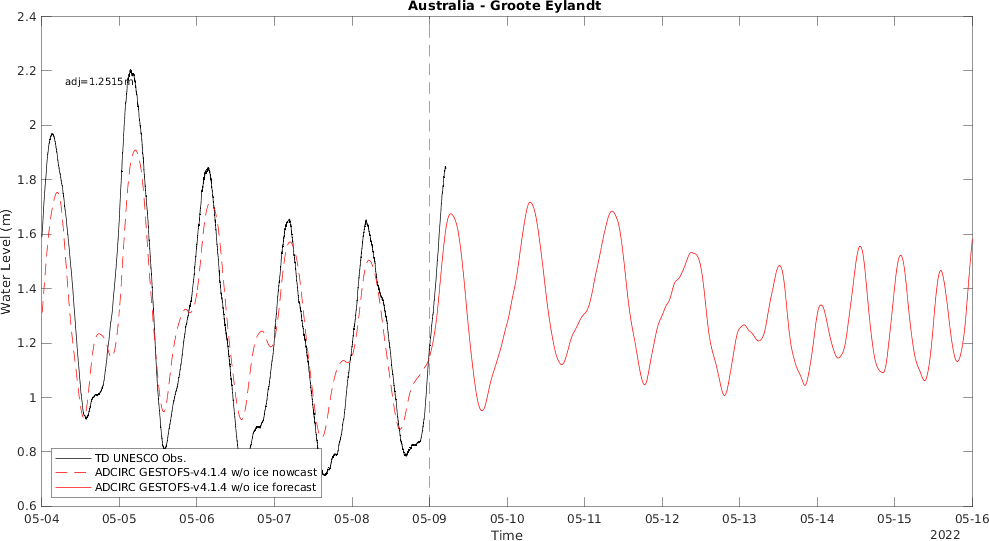 Australia - Groote Eylandt
2.4
2.2
2
1.8
1.6
1.4
1.2
1
0.8
0.6
Water Level (m)
adj=1.2515m
TD UNESCO Obs.
ADCIRC GESTOFS-v4.1.4 w/o ice nowcast
ADCIRC GESTOFS-v4.1.4 w/o ice forecast
05-04 05-05 05-06 05-07 05-08 05-09 05-10 05-11 05-12 05-13 05-14 05-15 05-16
Time
2022